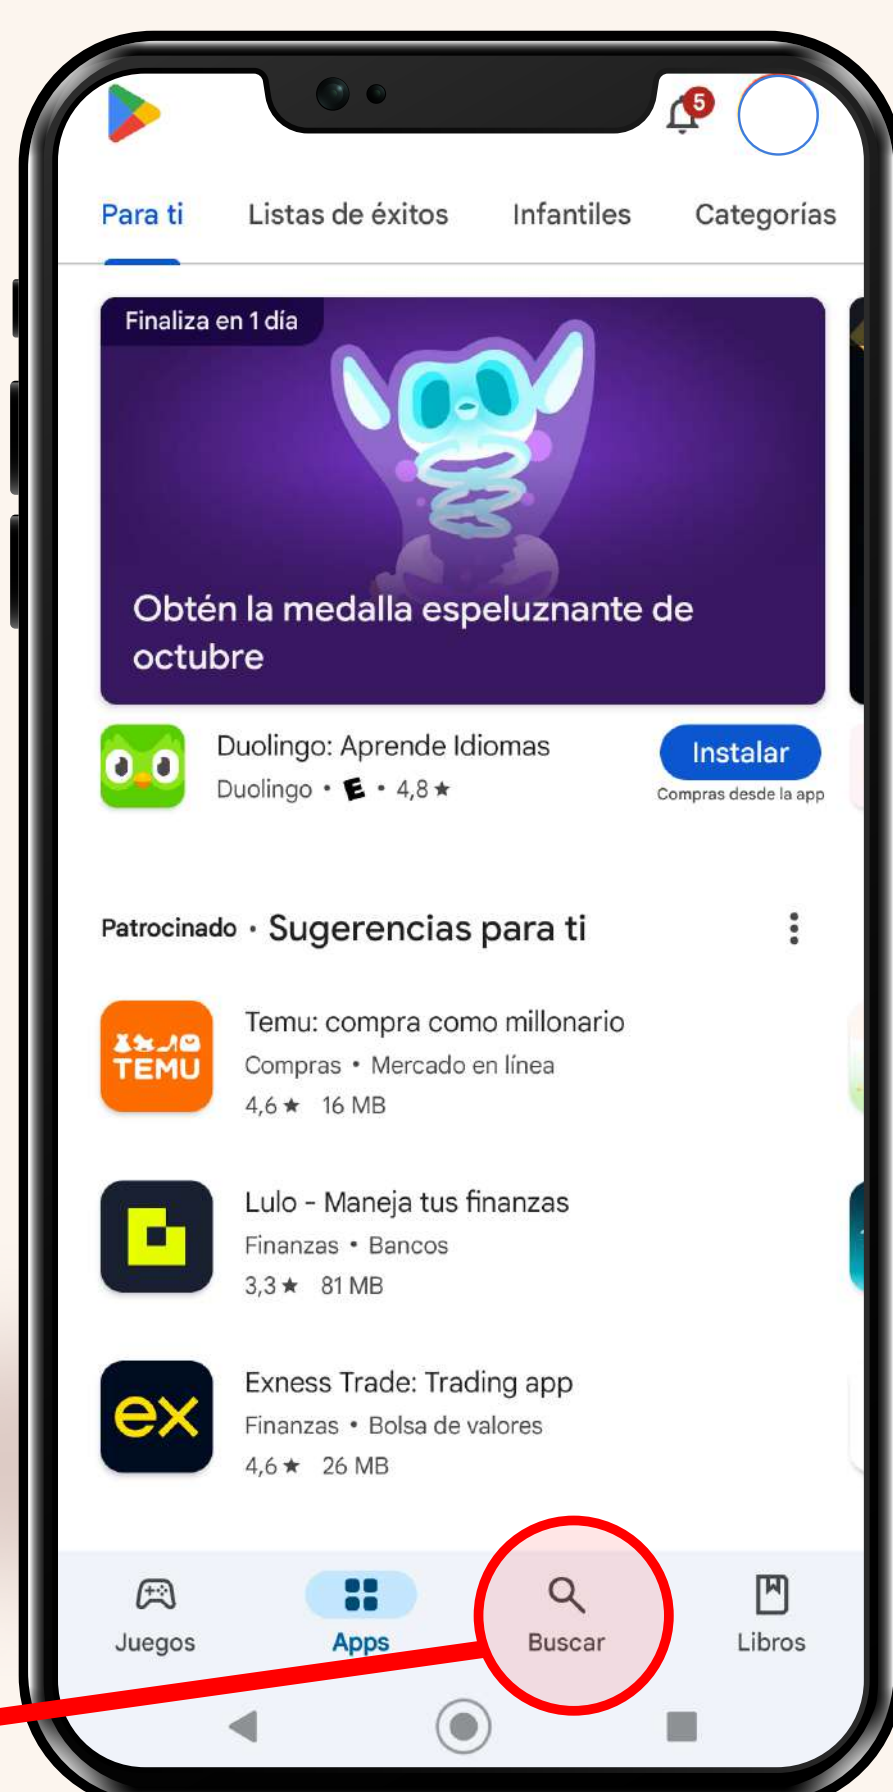 5
Para ti
Listas de éxitos
Infantiles
Categorías
Finaliza en 1 día
Obtén la medalla espeluznante de
octubre
Duolingo: Aprende Idiomas
Duolingo • E • 4,8 ★
Instalar
Compras desde la app
Patrocinado • Sugerencias para ti
TEMU
Temu: compra como millonario
Compras • Mercado en línea
4,6 ★ 16 MB
Lulo - Maneja tus finanzas
Finanzas • Bancos
3,3 ★ 81 MB
ex
Exness Trade: Trading app
Finanzas • Bolsa de valores
4,6 ★ 26 MB
Juegos
Apps
Buscar
Libros